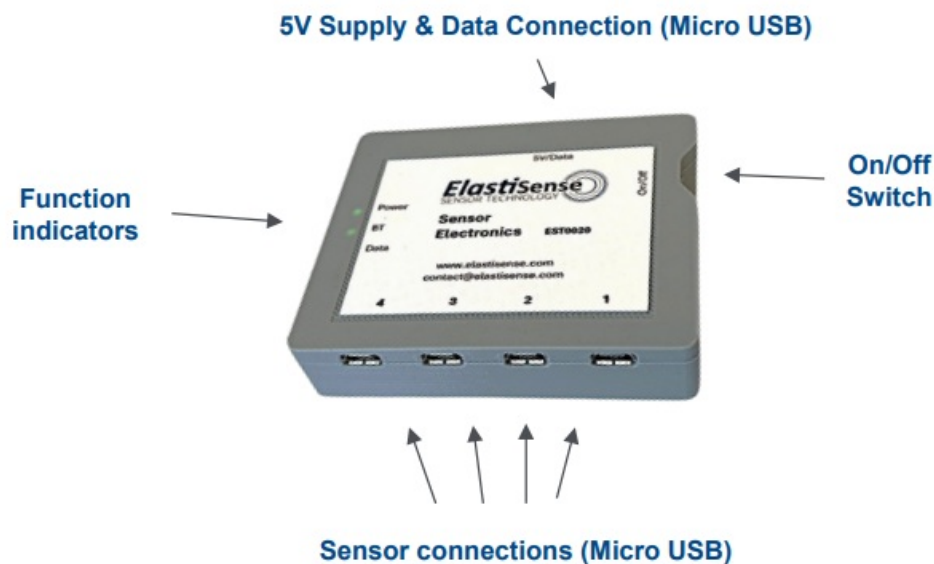 5V Supply & Data Connection (Micro USB)
5V/Data
On/Off
ElastiSense
SENSOR TECHNOLOGY
On/Off
Switch
Function
indicators
Power
BT
Data
Sensor
Electronics EST0020
www.elastisense.com
contact@elastisense.com
4 3 2 1
Sensor connections (Micro USB)